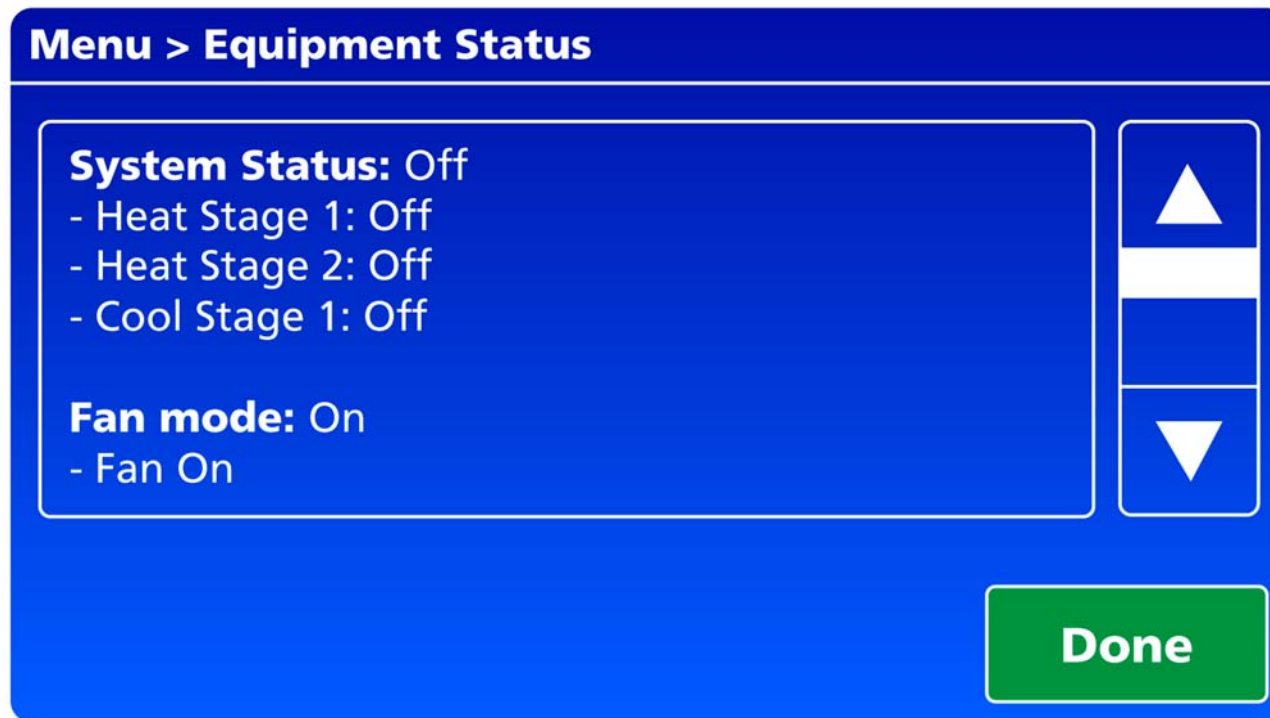 Menu > Equipment Status
System Status: Off
- Heat Stage 1: Off
- Heat Stage 2: Off
- Cool Stage 1: Off
Fan mode: On
- Fan On
Done